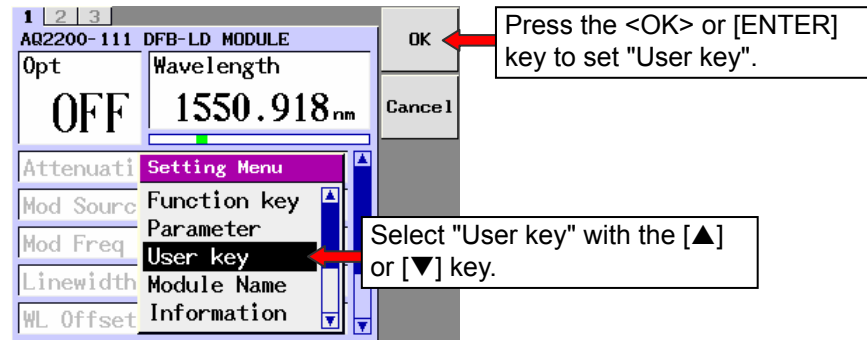 1 2 3
AQ2200-111 DFB-LD MODULE
Opt
Wavelength
OFF
1550.918nm
OK
Cancel
Press the <OK> or [ENTER]
key to set "User key".
Attenuati
Mod Sourc
Mod Freq
Linewidth
WL Offset
Setting Menu
Function key
Parameter
User key
Module Name
Information
Select "User key" with the [▲]
or [▼] key.